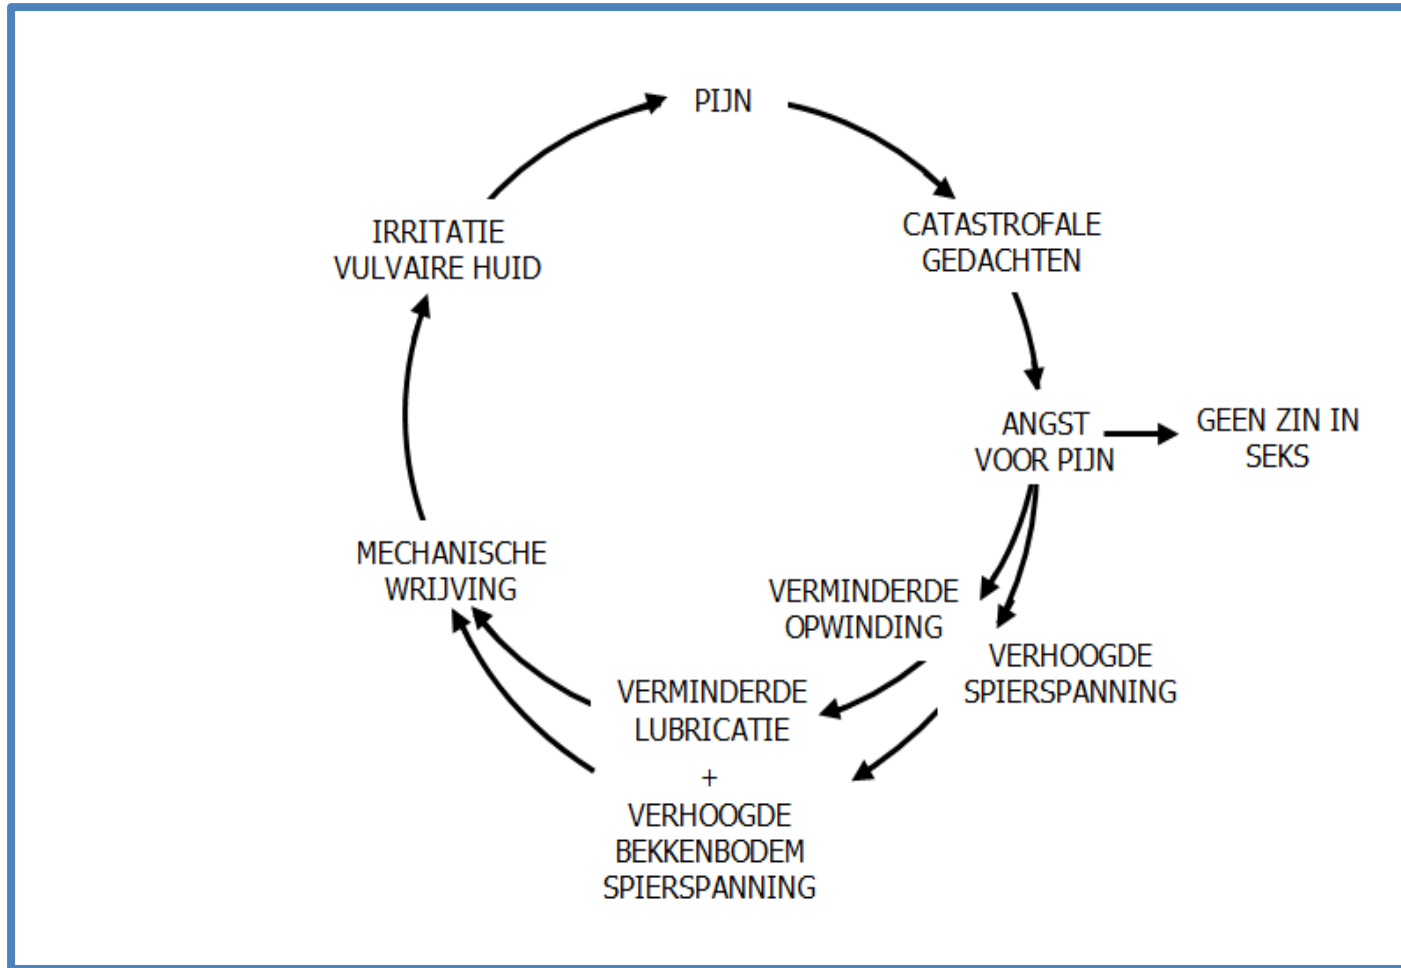 PIJN
CATASTROFALE
GEDACHTEN
ANGST
VOOR PIJN
GEEN ZIN IN
SEKS
VERMINDERDE
OPWINDING
VERHOOGDE
SPIERSPANNING
VERMINDERDE
LUBRICATIE
+
VERHOOGDE
BEKKENBODEM
SPIERSPANNING
MECHANISCHE
WRIJVING
IRRITATIE
VULVAIRE HUID